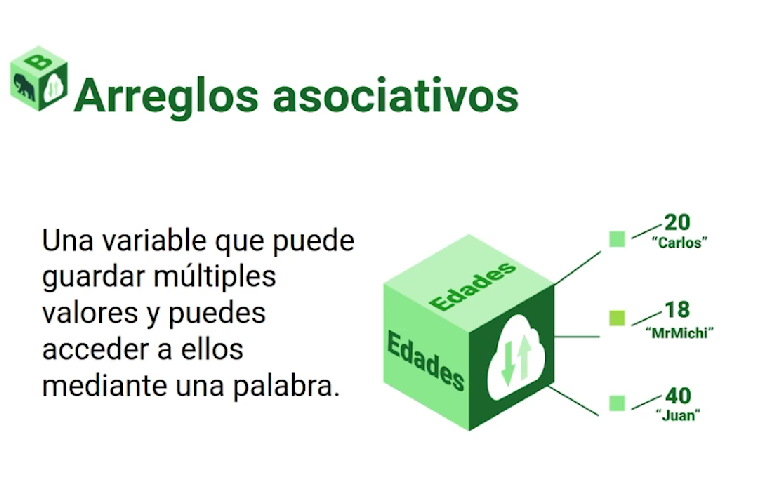 B
Arreglos asociativos
Una variable que puede
guardar múltiples
valores y puedes
acceder a ellos
mediante una palabra.
Edades
Edades
20
“Carlos”
18
“MrMichi”
40
“Juan”